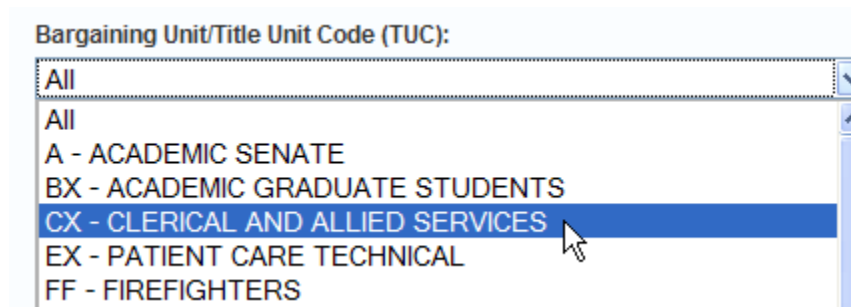 Bargaining Unit/Title Unit Code (TUC):
All
All
A - ACADEMIC SENATE
BX - ACADEMIC GRADUATE STUDENTS
CX - CLERICAL AND ALLIED SERVICES
EX - PATIENT CARE TECHNICAL
FF - FIREFIGHTERS